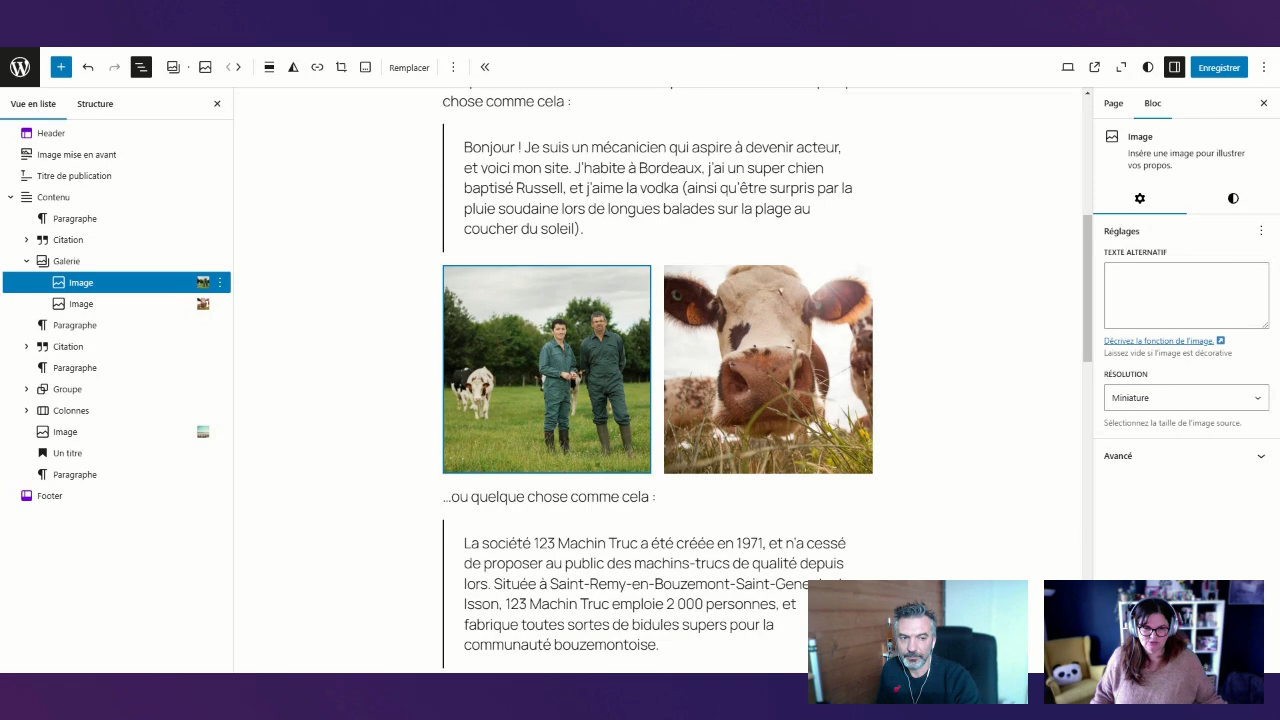 Remplacer
Enregistrer
Vue en liste
Structure
Header
Image mise en avant
Titre de publication
Contenu
Paragraphe
Citation
Galerie
Image
Image
Paragraphe
Citation
Paragraphe
Groupe
Colonnes
Image
Un titre
Paragraphe
Footer
chose comme cela :
Bonjour ! Je suis un mécanicien qui aspire à devenir acteur,
et voici mon site. J'habite à Bordeaux, j'ai un super chien
baptisé Russell, et j'aime la vodka (ainsi qu'être surpris par la
pluie soudaine lors de longues balades sur la plage au
coucher du soleil).
...ou quelque chose comme cela :
La société 123 Machin Truc a été créée en 1971, et n'a cessé
de proposer au public des machins-trucs de qualité depuis
lors. Située à Saint-Remy-en-Bouzemont-Saint-Gene
Isson, 123 Machin Truc emploie 2 000 personnes, et
fabrique toutes sortes de bidules supers pour la
communauté bouzemontoise.
Page
Bloc
Image
Insère une image pour illustrer
vos propos.
Réglages
TEXTE ALTERNATIF
Décrivez la fonction de l'image.
Laissez vide si l'image est décorative
RÉSOLUTION
Miniature
Sélectionnez la taille de l'image source.
Avancé